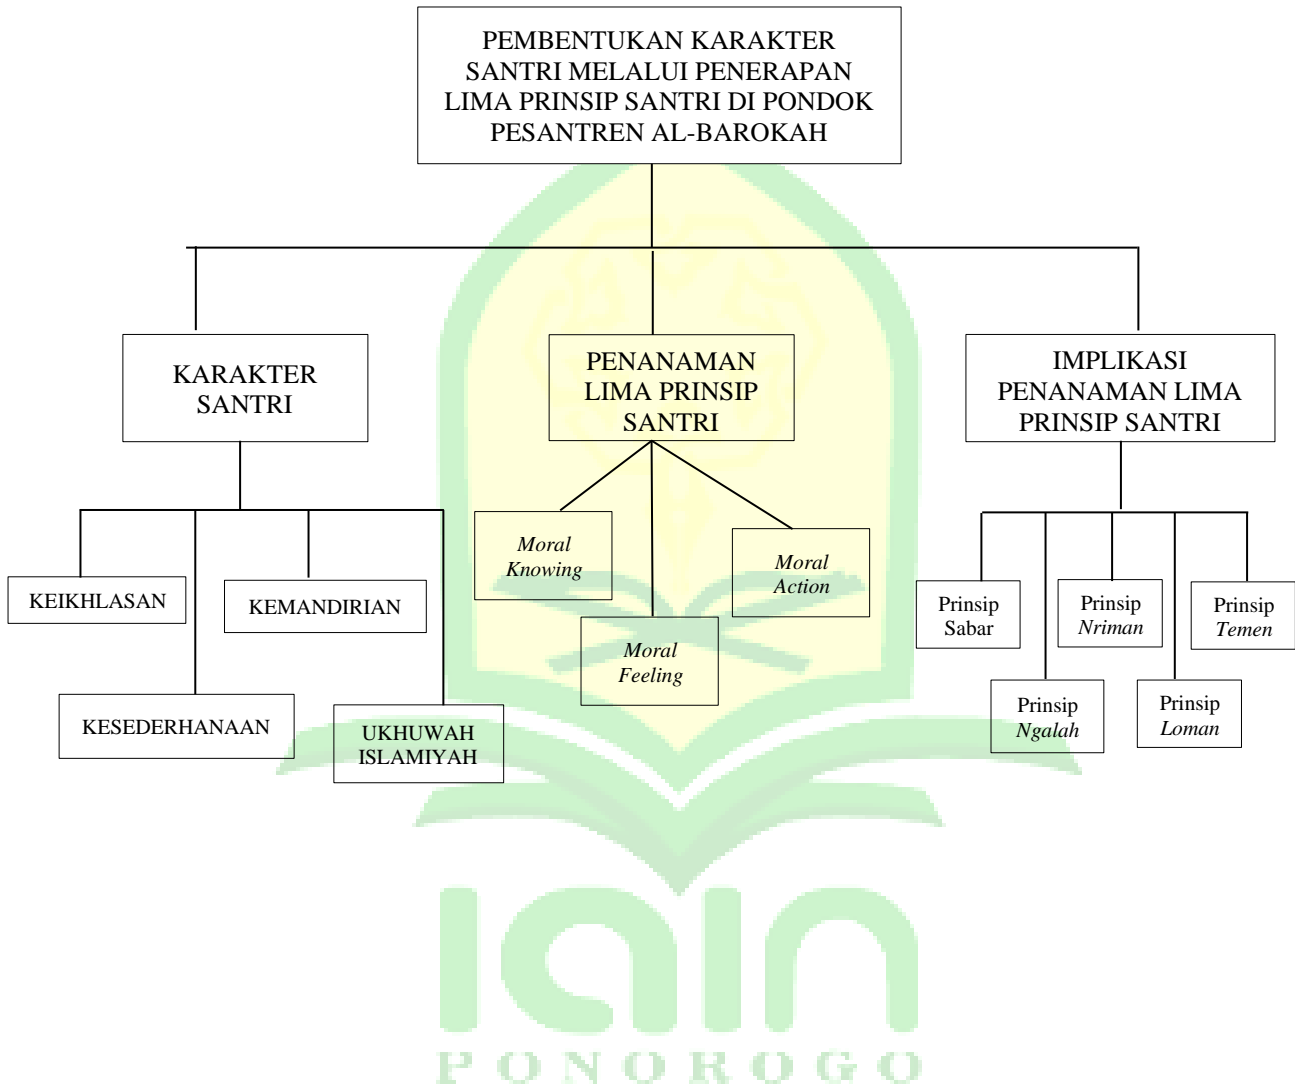 PEMBENTUKAN KARAKTER
SANTRI MELALUI PENERAPAN
LIMA PRINSIP SANTRI DI PONDOK
PESANTREN AL-BAROKAH
KARAKTER
SANTRI
PENANAMAN
LIMA PRINSIP
SANTRI
IMPLIKASI
PENANAMAN LIMA
PRINSIP SANTRI
KEIKHLASAN
KESEDERHANAAN
KEMANDIRIAN
UKHUWAH
ISLAMIYAH
Moral
Knowing
Moral
Feeling
Moral
Action
Prinsip
Sabar
Prinsip
Ngalah
Prinsip
Nriman
Prinsip
Loman
Prinsip
Temen
iain
PONOROGO